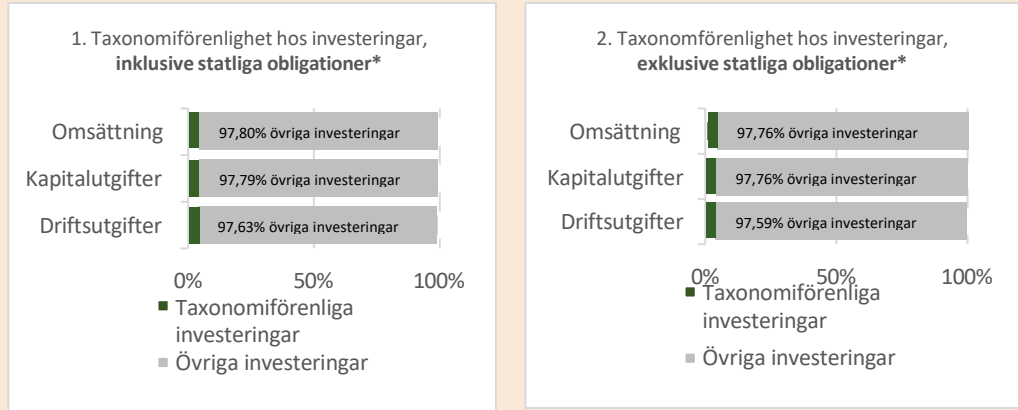 1. Taxonomiförenlighet hos investeringar,
inklusive statliga obligationer*
Omsättning
97,80% övriga investeringar
Kapitalutgifter
97,79% övriga investeringar
Driftsutgifter
97,63% övriga investeringar
0% 50% 100%
Taxonomiförenliga
investeringar
Övriga investeringar
2. Taxonomförenlighet hos investeringar,
exklusive statliga obligationer*
Omsättning
97,76% övriga investeringar
Kapitalutgifter
97,76% övriga investeringar
Driftsutgifter
97,59% övriga investeringar
0% 50% 100%
Taxonomiförenliga
investeringar
Övriga investeringar